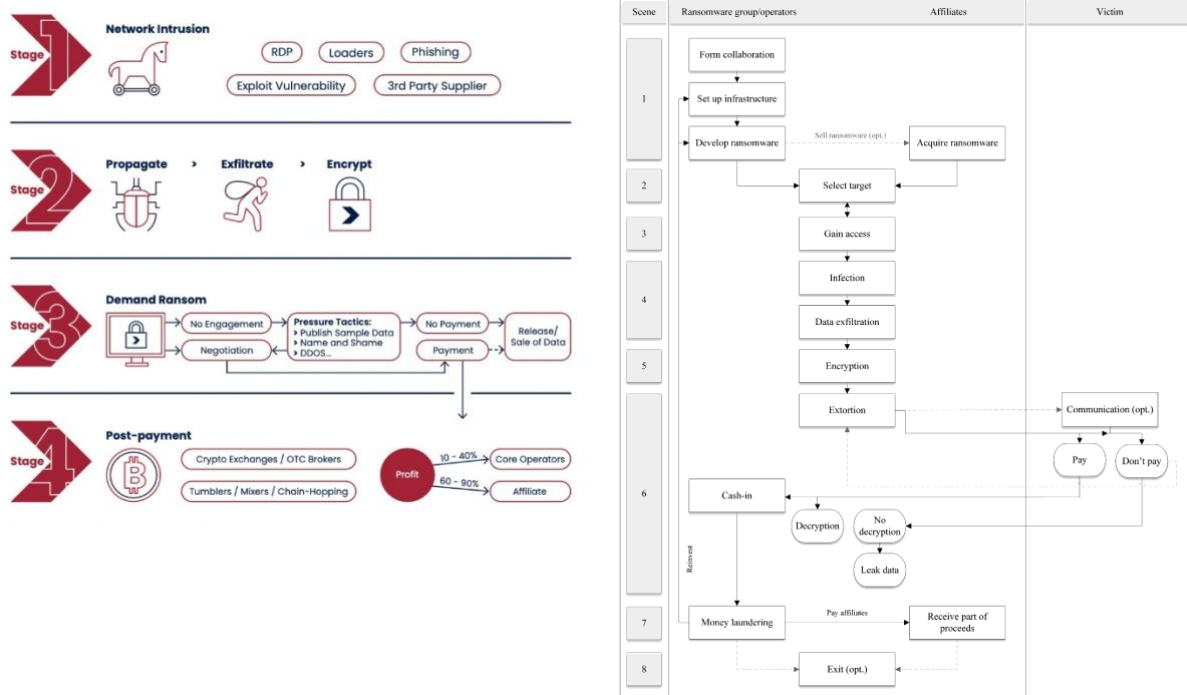 Stage 1
Network Intrusion
RDP
Loaders
Phishing
Exploit Vulnerability
3rd Party Supplier
Stage 2
Propagate > Exfiltrate > Encrypt
Stage 3
Demand Ransom
No Engagement
Negotiation
Pressure Tactics:
> Publish Sample Data
> Name and Shame
> DDOS...
No Payment
Payment
Release/
Sale of Data
Stage 4
Post-payment
Crypto Exchanges / OTC Brokers
Tumblers / Mixers / Chain-Hopping
Profit
10 - 40%
Core Operators
60 - 90%
Affiliate
Scene
Ransomware group/operators
Affiliates
Victim
1
Form collaboration
Set up infrastructure
Develop ransomware
Sell ransomware (opt.)
Acquire ransomware
2
Select target
3
Gain access
4
Infection
Data exfiltration
5
Encryption
6
Extortion
Communication (opt.)
Pay
Don't pay
Cash-in
Decryption
No
decryption
Leak data
Reinvest
7
Money laundering
Pay affiliates
Receive part of
proceeds
8
Exit (opt.)